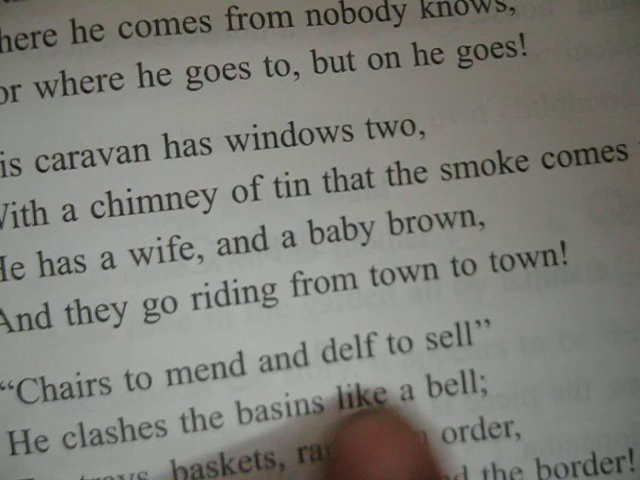 here he comes from nobody knows,
or where he goes to, but on he goes!
is caravan has windows two,
With a chimney of tin that the smoke comes
He has a wife, and a baby brown,
And they go riding from town to town!
"Chairs to mend and delf to sell"
He clashes the basins like a bell;
baskets, order,
the border!